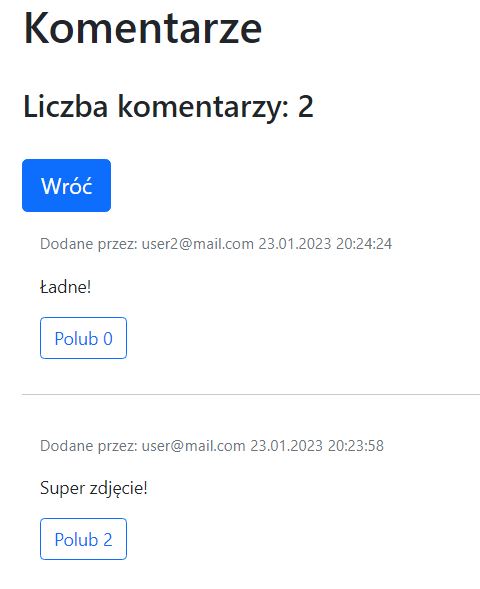 Komentarze
Liczba komentarzy: 2
Wróć
Dodane przez: user2@mail.com 23.01.2023 20:24:24
Ładne!
Polub 0
Dodane przez: user@mail.com 23.01.2023 20:23:58
Super zdjęcie!
Polub 2